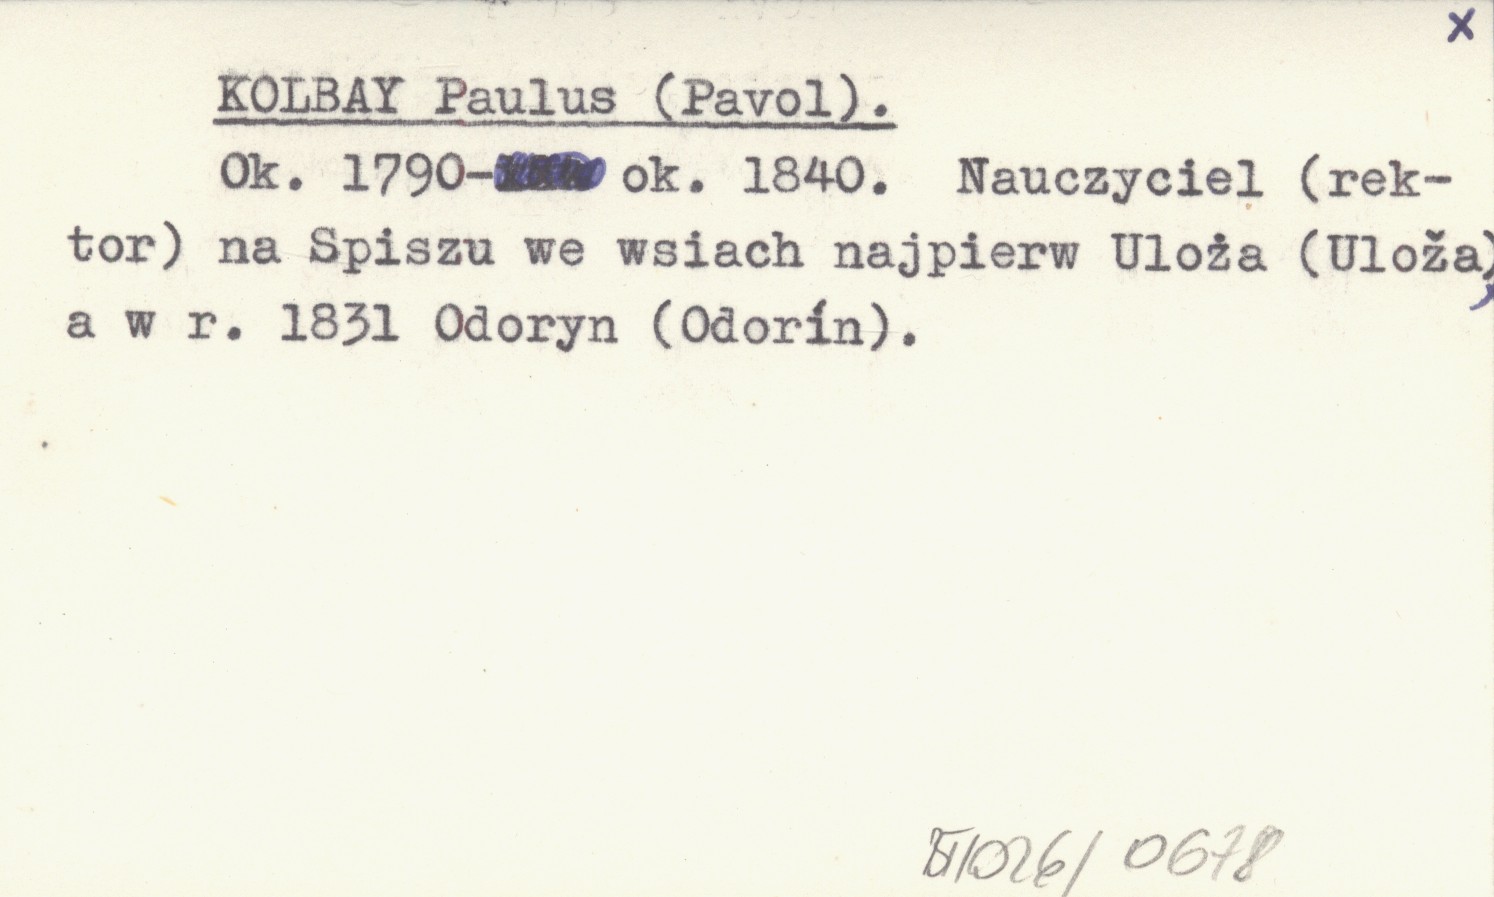 x
KOLBAY Paulus (Pavol).
Ok. 1790- ok. 1840. Nauczyciel (rek-
tor) na Spiszu we wsiach najpierw Uloża (Uloža),
a w r. 1831 Odoryn (Odorín).
/026/ 0678